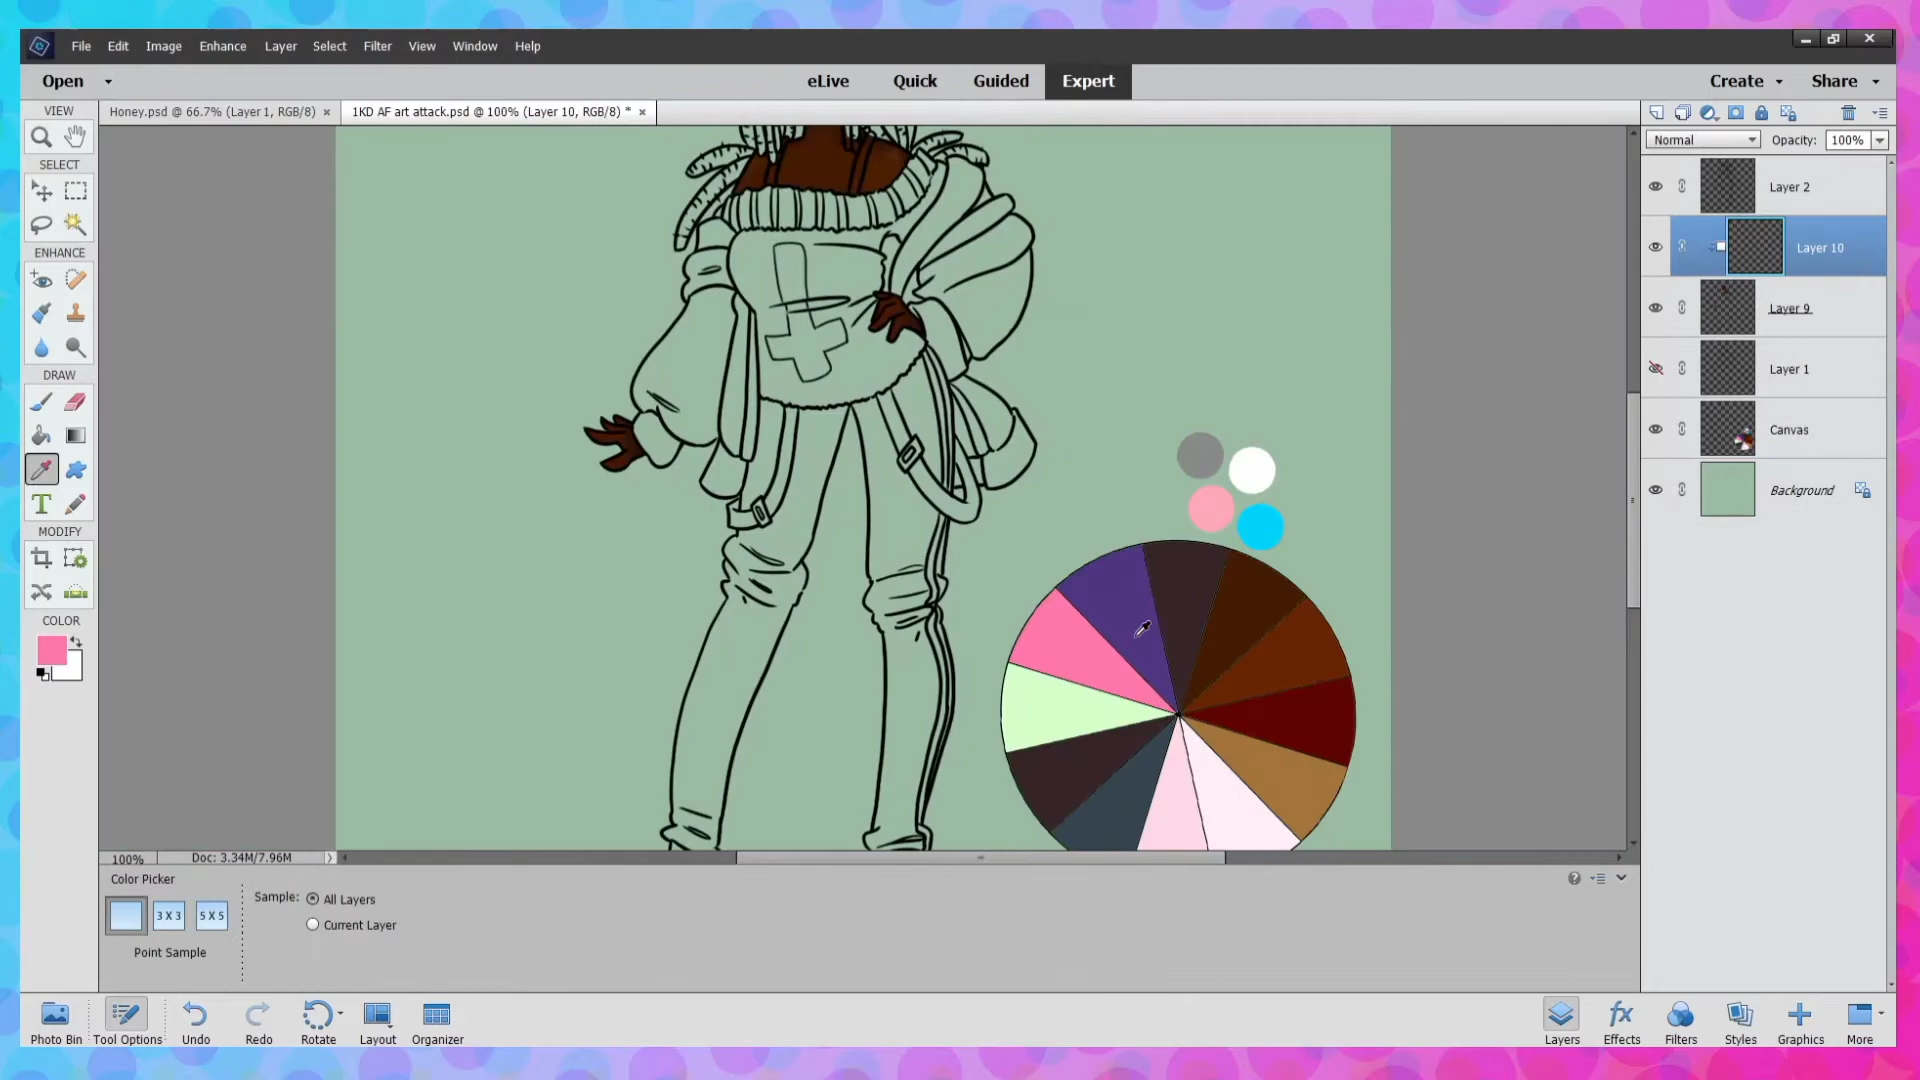 File Edit Image Enhance Layer Select Filter View Window Help
Open eLive Quick Guided Expert Create Share
VIEW
Honey.psd @ 66.7% (Layer 1, RGB/8) × 1KD AF art attack.psd @ 100% (Layer 10, RGB/8) * ×
Normal Opacity: 100%
SELECT
Layer 2
ENHANCE
Layer 10
Layer 9
DRAW
Layer 1
Canvas
Background
T
MODIFY
COLOR
100% Doc: 3.34M/7.96M
Color Picker
Sample: All Layers
3 X 3 5 X 5
Current Layer
Point Sample
fx
Photo Bin Tool Options Undo Redo Rotate Layout Organizer Layers Effects Filters Styles Graphics More